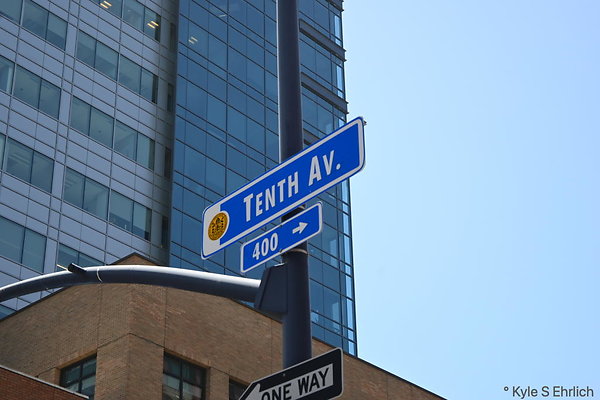 TENTH AV.
400 →
ONE WAY
° Kyle S Ehrlich